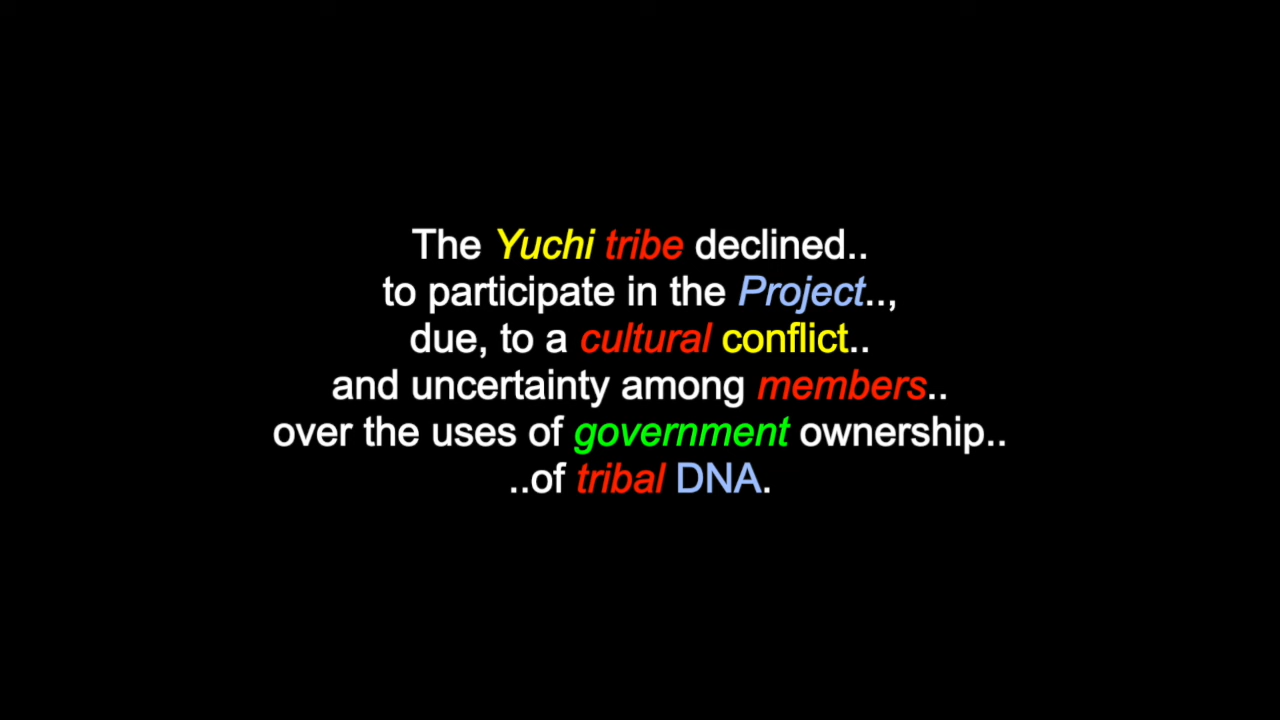 The Yuchi tribe declined..
to participate in the Project..,
due, to a cultural conflict..
and uncertainty among members..
over the uses of government ownership..
..of tribal DNA.